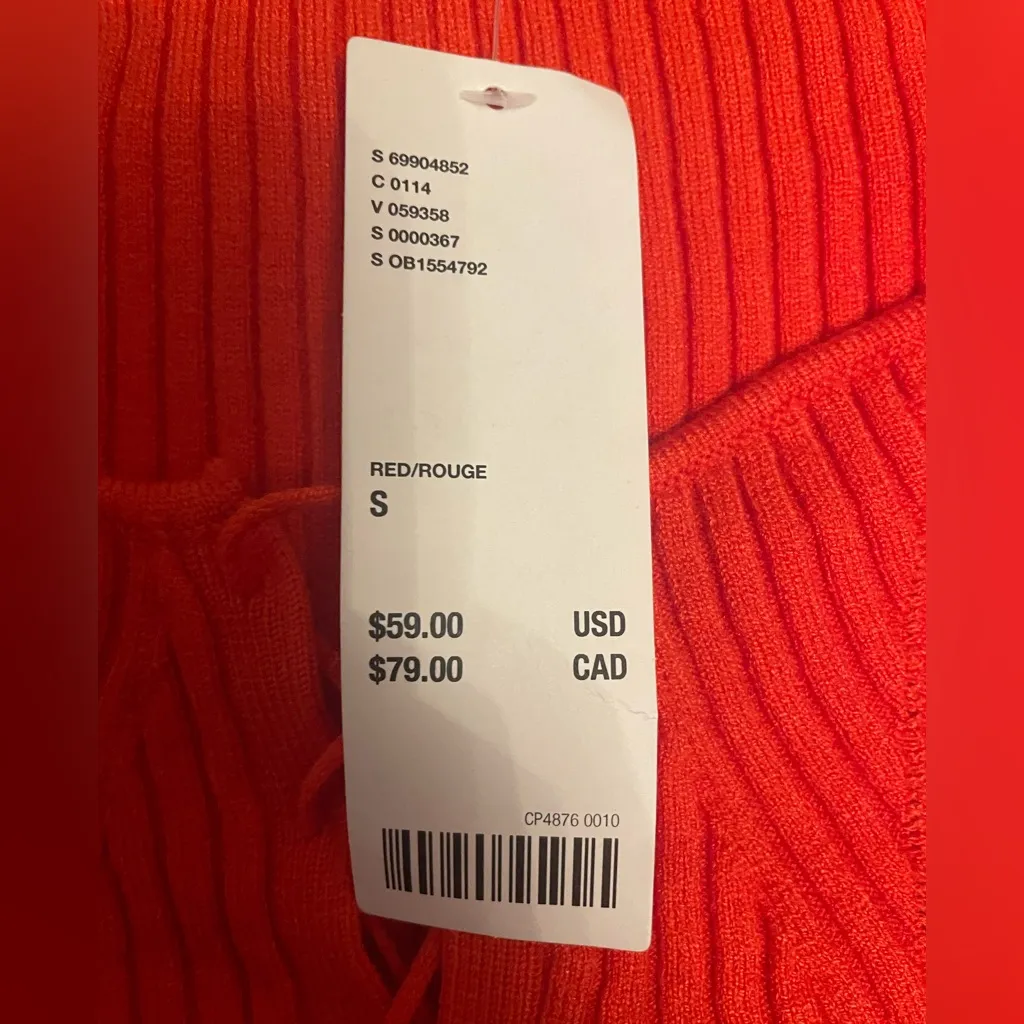 S 69904852
C 0114
V 059358
S 0000367
S OB1554792
RED/ROUGE
S
$59.00 USD
$79.00 CAD
CP4876 0010